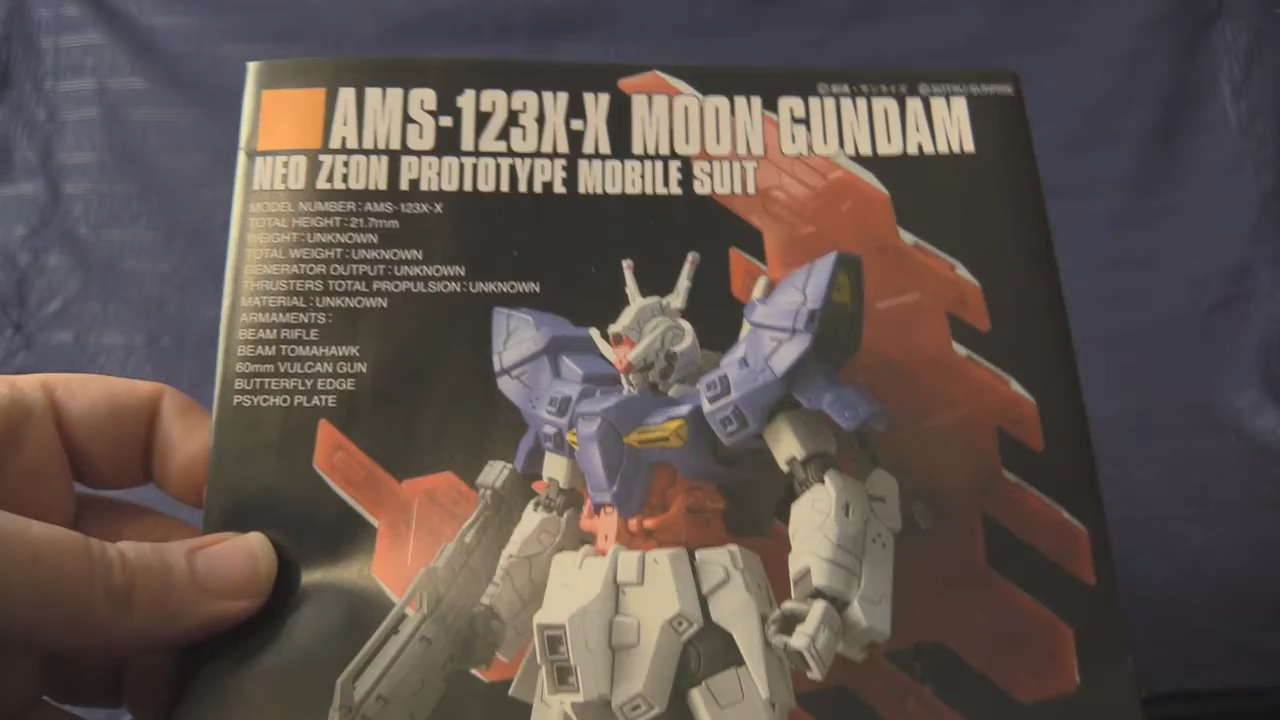 AMS-123X-X MOON GUNDAM
NEO ZEON PROTOTYPE MOBILE SUIT
MODEL NUMBER : AMS-123X-X
TOTAL HEIGHT : 21.7mm
WEIGHT : UNKNOWN
TOTAL WEIGHT : UNKNOWN
GENERATOR OUTPUT : UNKNOWN
THRUSTERS TOTAL PROPULSION : UNKNOWN
MATERIAL : UNKNOWN
ARMAMENTS :
BEAM RIFLE
BEAM TOMAHAWK
60mm VULCAN GUN
BUTTERFLY EDGE
PSYCHO PLATE